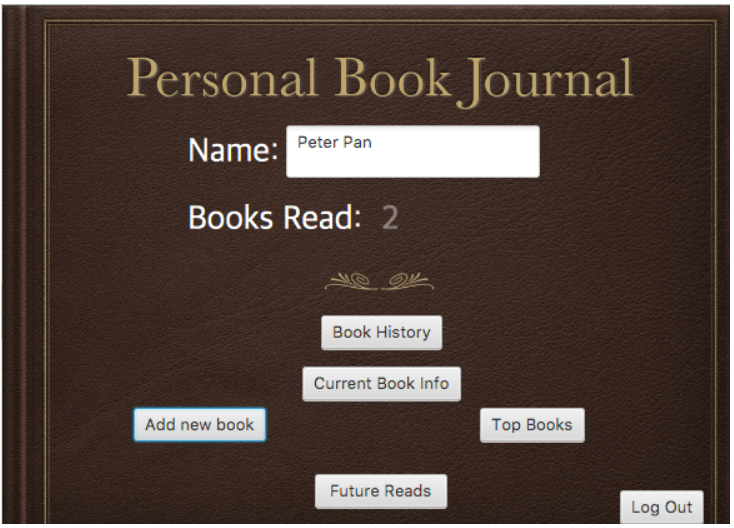 Personal Book Journal
Name: Peter Pan
Books Read: 2
Book History
Current Book Info
Add new book Top Books
Future Reads
Log Out